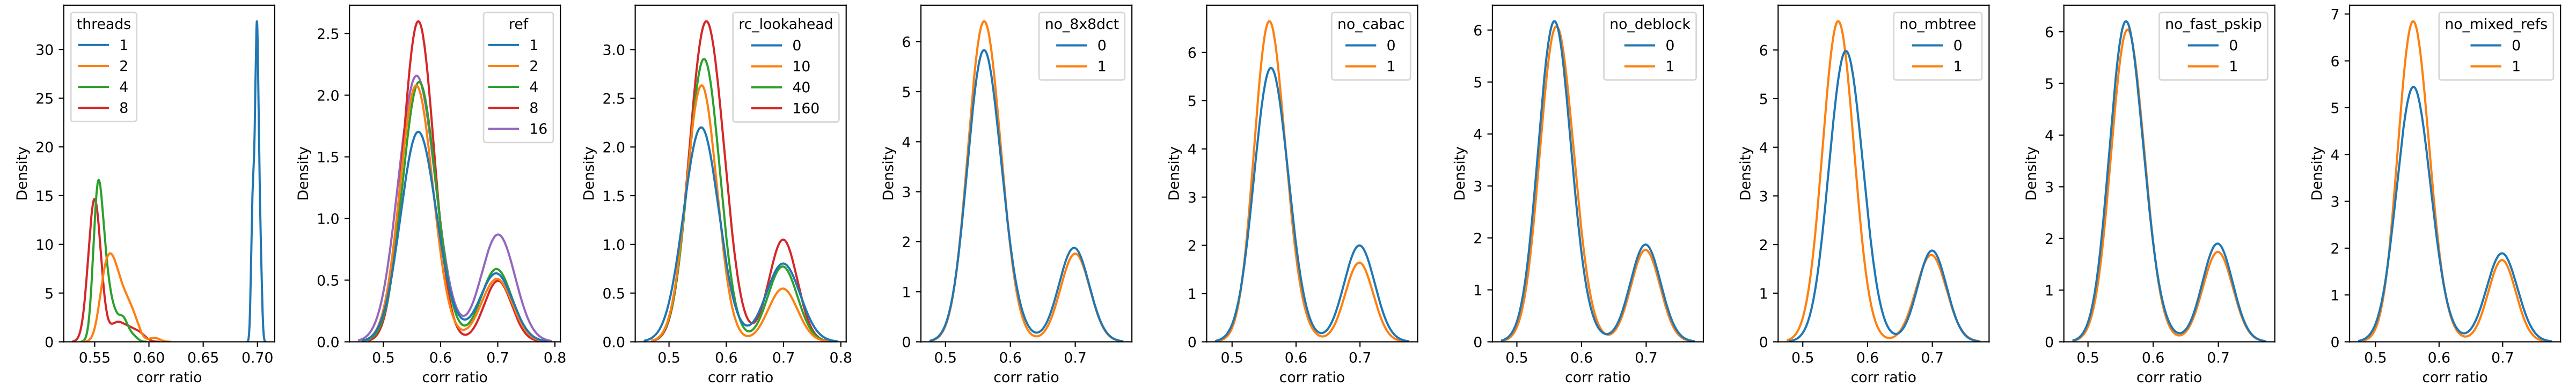 threads
1
2
4
8
Density
30
25
20
15
10
5
0
0.55 0.60 0.65 0.70
corr ratio
ref
1
2
4
8
16
Density
2.5
2.0
1.5
1.0
0.5
0.0
0.5 0.6 0.7 0.8
corr ratio
rc_lookahead
0
10
40
160
Density
3.0
2.5
2.0
1.5
1.0
0.5
0.0
0.5 0.6 0.7 0.8
corr ratio
no_8x8dct
0
1
Density
6
5
4
3
2
1
0
0.5 0.6 0.7
corr ratio
no_cabac
0
1
Density
6
5
4
3
2
1
0
0.5 0.6 0.7
corr ratio
no_deblock
0
1
Density
6
5
4
3
2
1
0
0.5 0.6 0.7
corr ratio
no_mbtree
0
1
Density
6
5
4
3
2
1
0
0.5 0.6 0.7
corr ratio
no_fast_pskip
0
1
Density
6
5
4
3
2
1
0
0.5 0.6 0.7
corr ratio
no_mixed_refs
0
1
Density
7
6
5
4
3
2
1
0
0.5 0.6 0.7
corr ratio